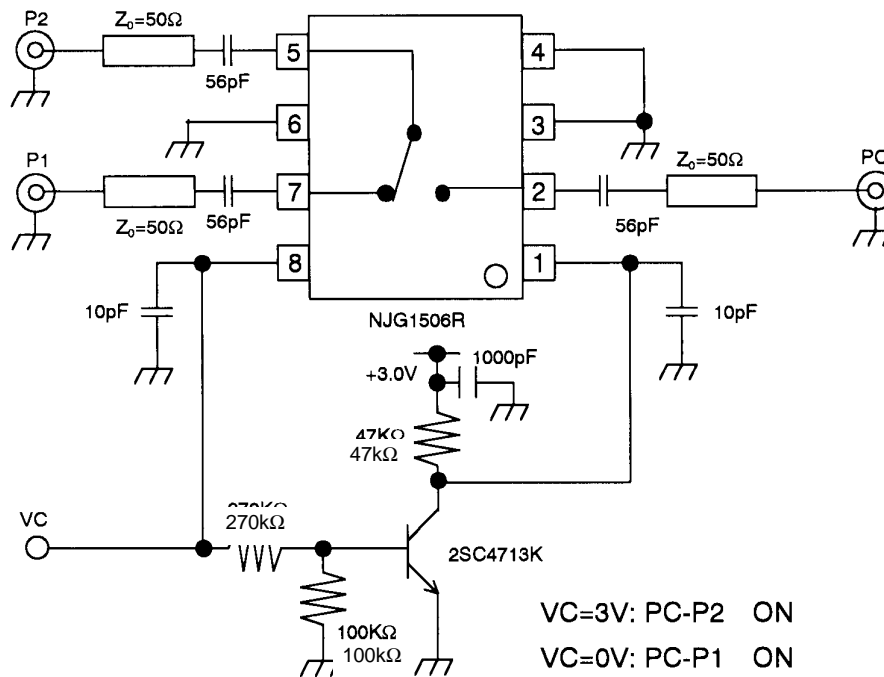 P2
Z₀=50Ω
56pF
5
4
6
3
P1
Z₀=50Ω
56pF
7
2
56pF
Z₀=50Ω
PC
8
1
10pF
10pF
NJG1506R
+3.0V
1000pF
47KΩ
47kΩ
VC
270kΩ
2SC4713K
100KΩ
100kΩ
VC=3V: PC-P2 ON
VC=0V: PC-P1 ON